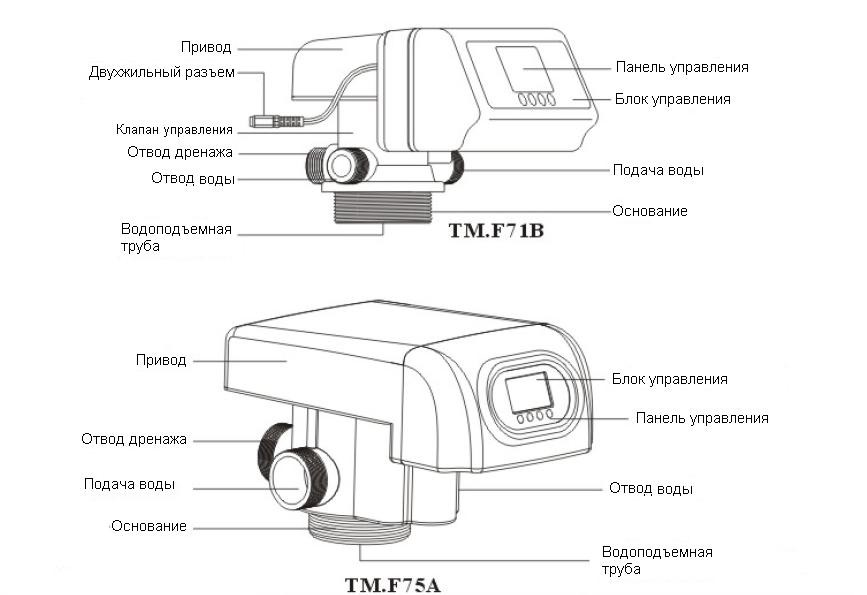 Привод
Двухжильный разъем
Клапан управления
Отвод дренажа
Отвод воды
Водоподъемная
труба
Панель управления
Блок управления
Подача воды
Основание
TM.F71B
Привод
Отвод дренажа
Подача воды
Основание
Блок управления
Панель управления
Отвод воды
Водоподъемная
труба
TM.F75A